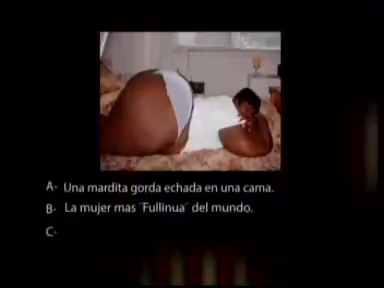 A- Una mardita gorda echada en una cama.
B- La mujer mas ´Fullinua´ del mundo.
C-